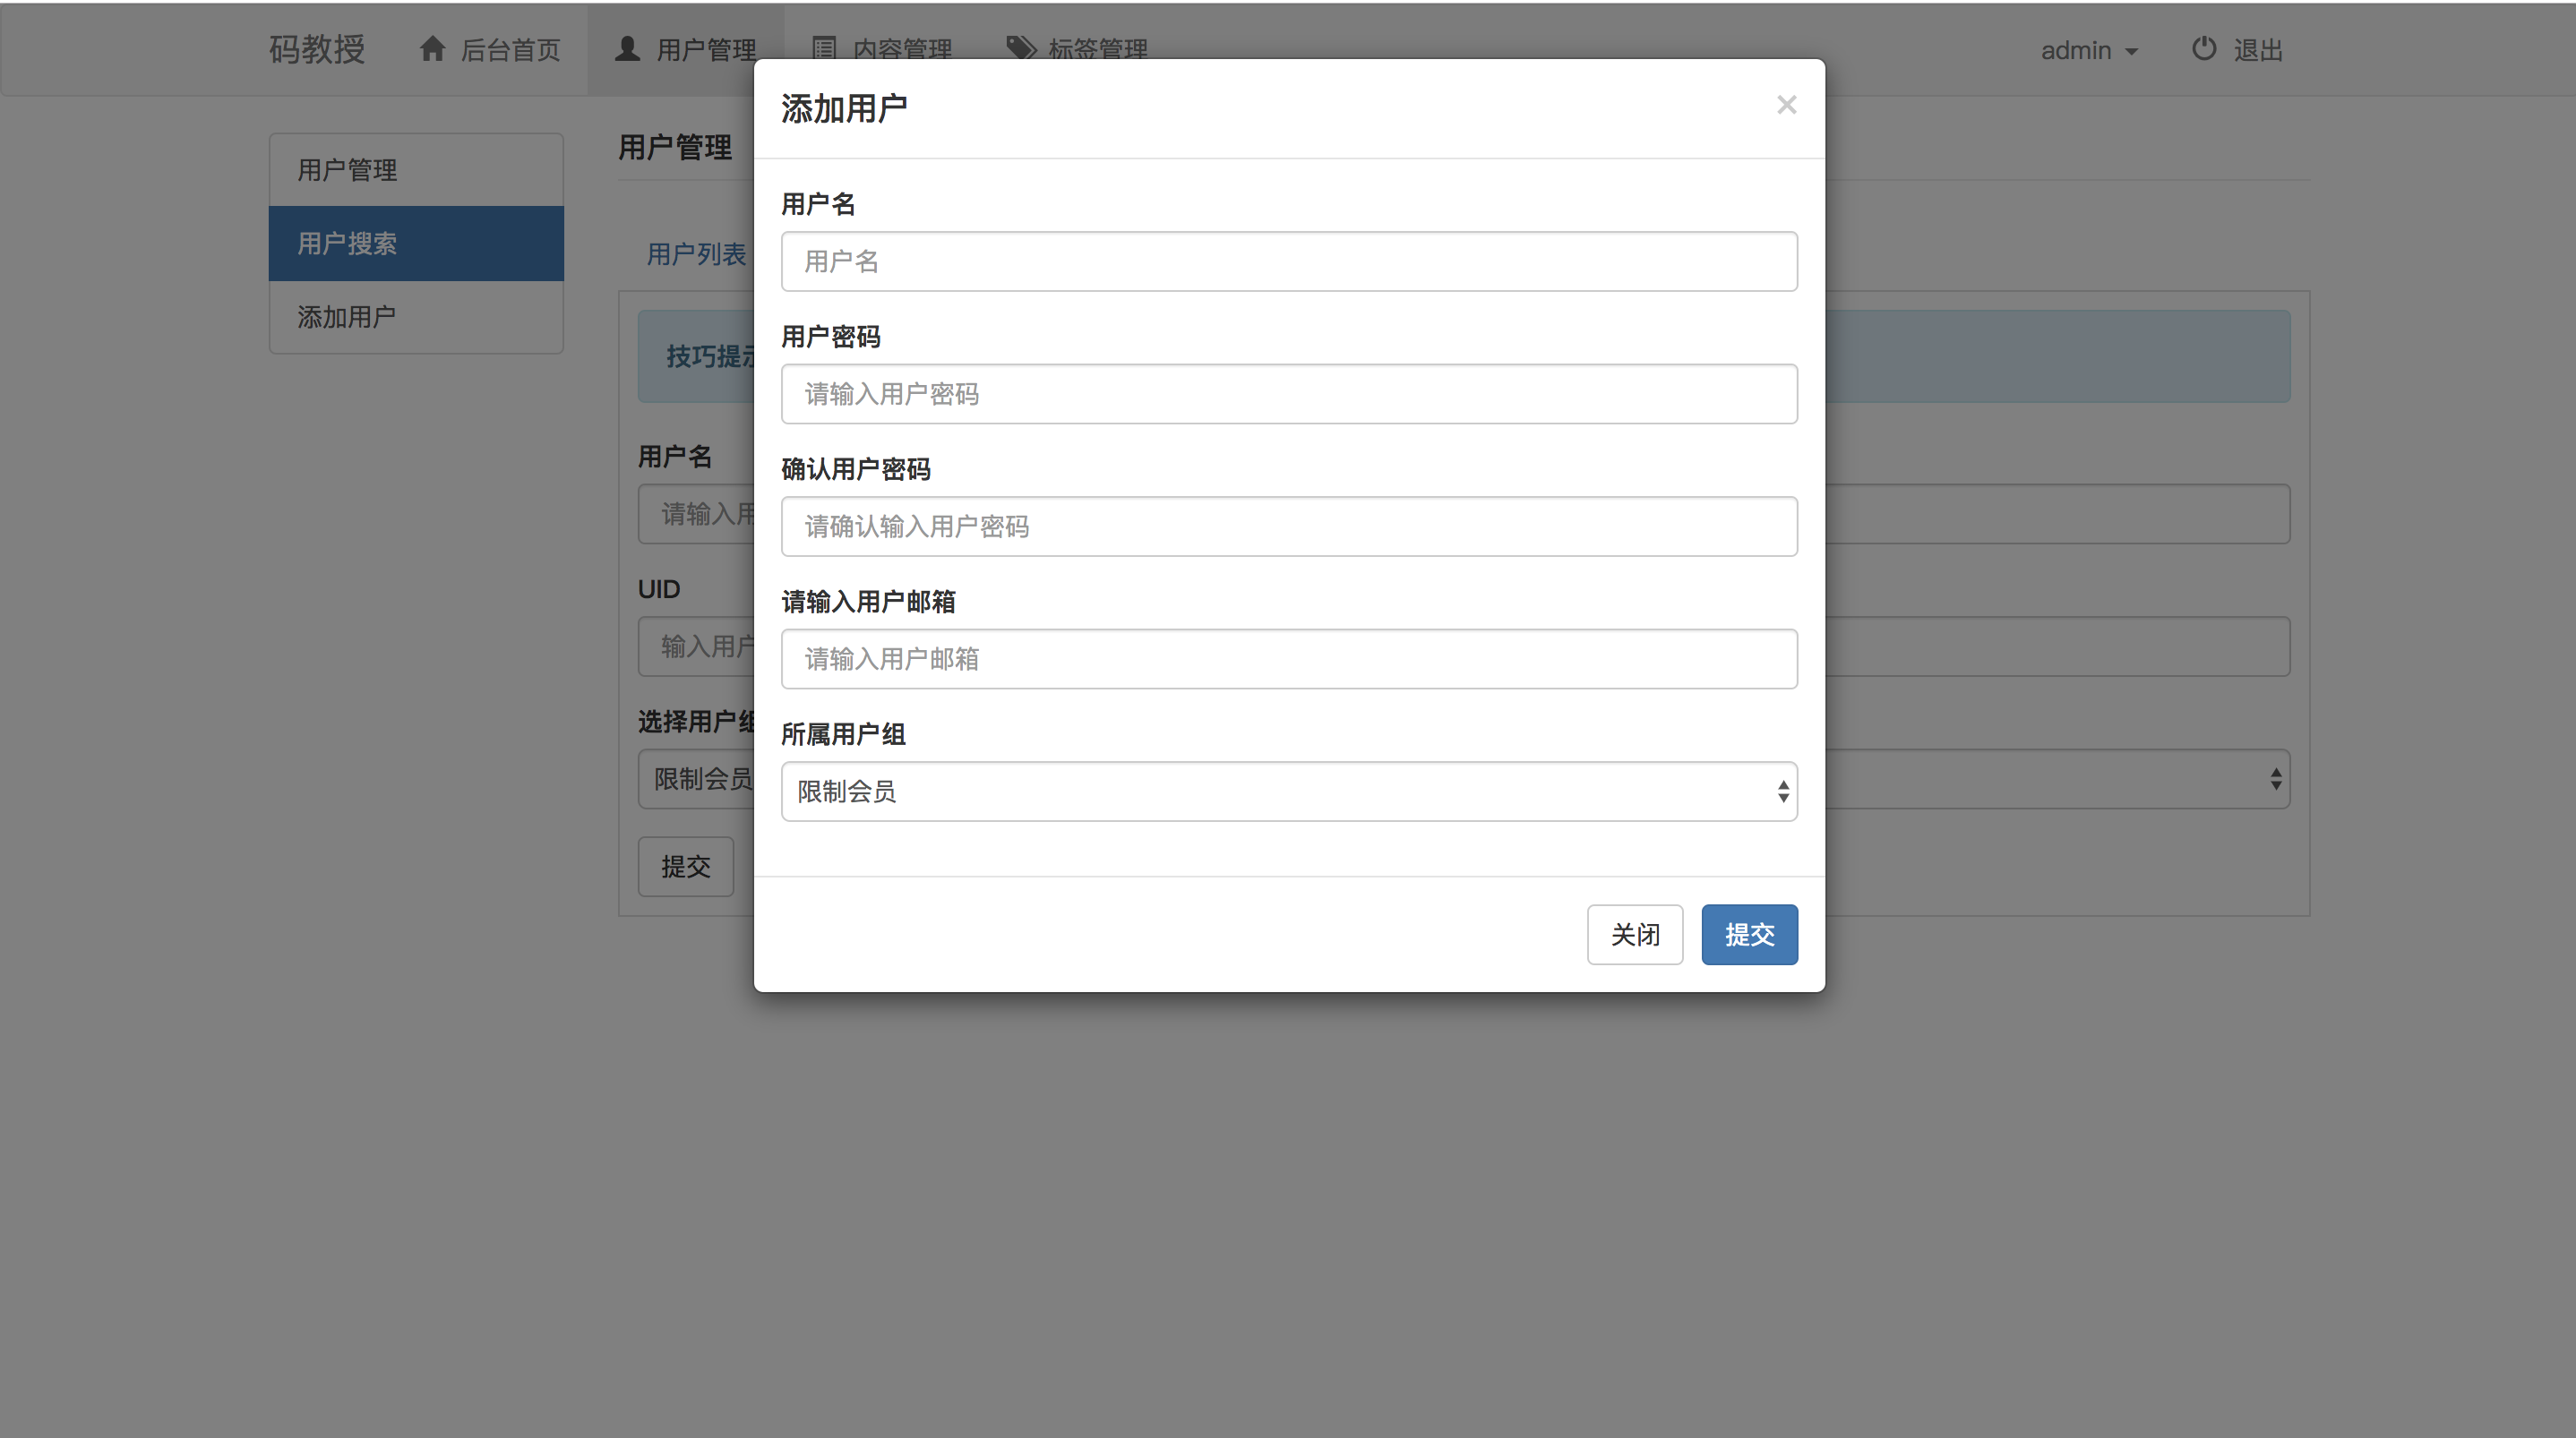 码教授 后台首页 用户管理 内容管理 标签管理 admin 退出
用户管理
用户搜索
添加用户
用户管理
用户列表
技巧提示
用户名
请输入用
UID
输入用户
选择用户组
限制会员
提交
添加用户 ×
用户名
用户名
用户密码
请输入用户密码
确认用户密码
请确认输入用户密码
请输入用户邮箱
请输入用户邮箱
所属用户组
限制会员
关闭 提交